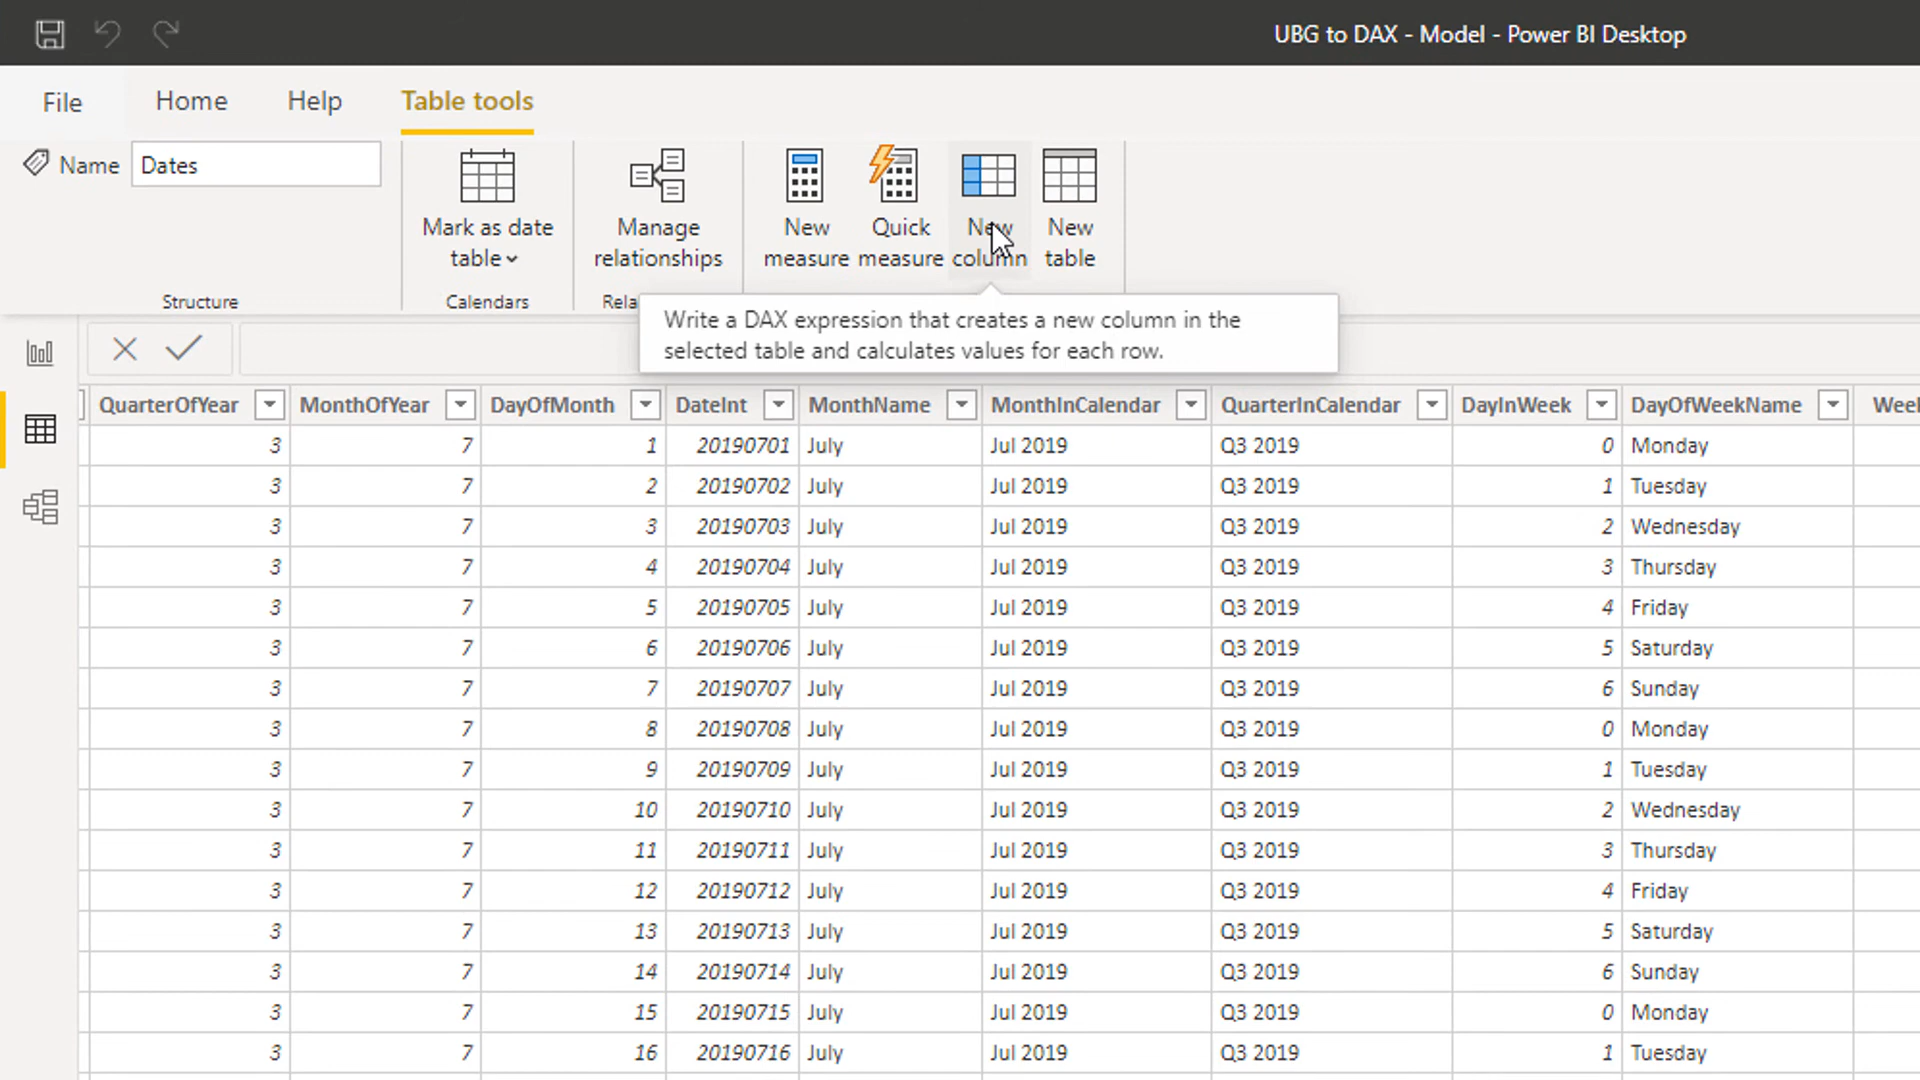 UBG to DAX - Model - Power BI Desktop
File Home Help Table tools
Name Dates
Mark as date table
Manage relationships
New measure
Quick measure
New column
New table
Structure Calendars Rela
Write a DAX expression that creates a new column in the
selected table and calculates values for each row.
QuarterOfYear MonthOfYear DayOfMonth DateInt MonthName MonthInCalendar QuarterInCalendar DayInWeek DayOfWeekName Week
3 7 1 20190701 July Jul 2019 Q3 2019 0 Monday
3 7 2 20190702 July Jul 2019 Q3 2019 1 Tuesday
3 7 3 20190703 July Jul 2019 Q3 2019 2 Wednesday
3 7 4 20190704 July Jul 2019 Q3 2019 3 Thursday
3 7 5 20190705 July Jul 2019 Q3 2019 4 Friday
3 7 6 20190706 July Jul 2019 Q3 2019 5 Saturday
3 7 7 20190707 July Jul 2019 Q3 2019 6 Sunday
3 7 8 20190708 July Jul 2019 Q3 2019 0 Monday
3 7 9 20190709 July Jul 2019 Q3 2019 1 Tuesday
3 7 10 20190710 July Jul 2019 Q3 2019 2 Wednesday
3 7 11 20190711 July Jul 2019 Q3 2019 3 Thursday
3 7 12 20190712 July Jul 2019 Q3 2019 4 Friday
3 7 13 20190713 July Jul 2019 Q3 2019 5 Saturday
3 7 14 20190714 July Jul 2019 Q3 2019 6 Sunday
3 7 15 20190715 July Jul 2019 Q3 2019 0 Monday
3 7 16 20190716 July Jul 2019 Q3 2019 1 Tuesday